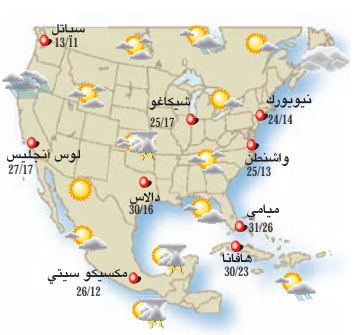 سياتل
13/11
شيكاغو
25/17
نيويورك
24/14
لوس انجليس
27/17
واشنطن
25/13
دالاس
30/16
ميامي
31/26
هافانا
30/23
مكسيكو سيتي
26/12